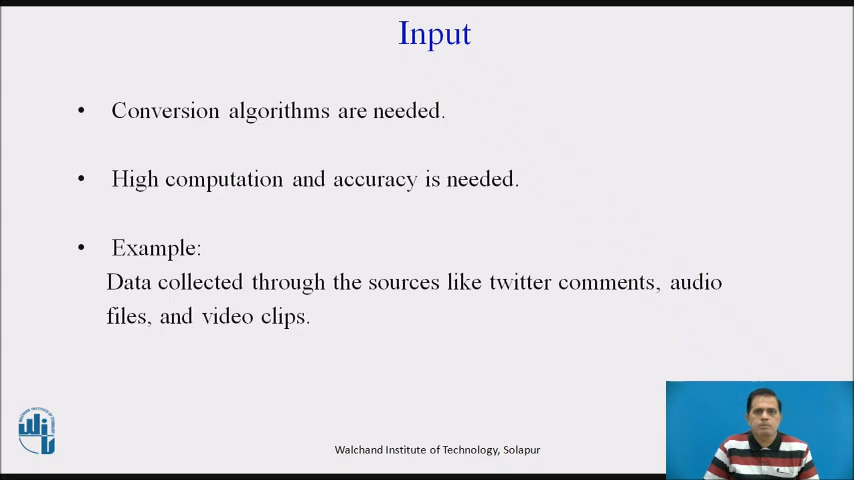 Input
• Conversion algorithms are needed.
• High computation and accuracy is needed.
• Example:
Data collected through the sources like twitter comments, audio
files, and video clips.
Walchand Institute of Technology, Solapur